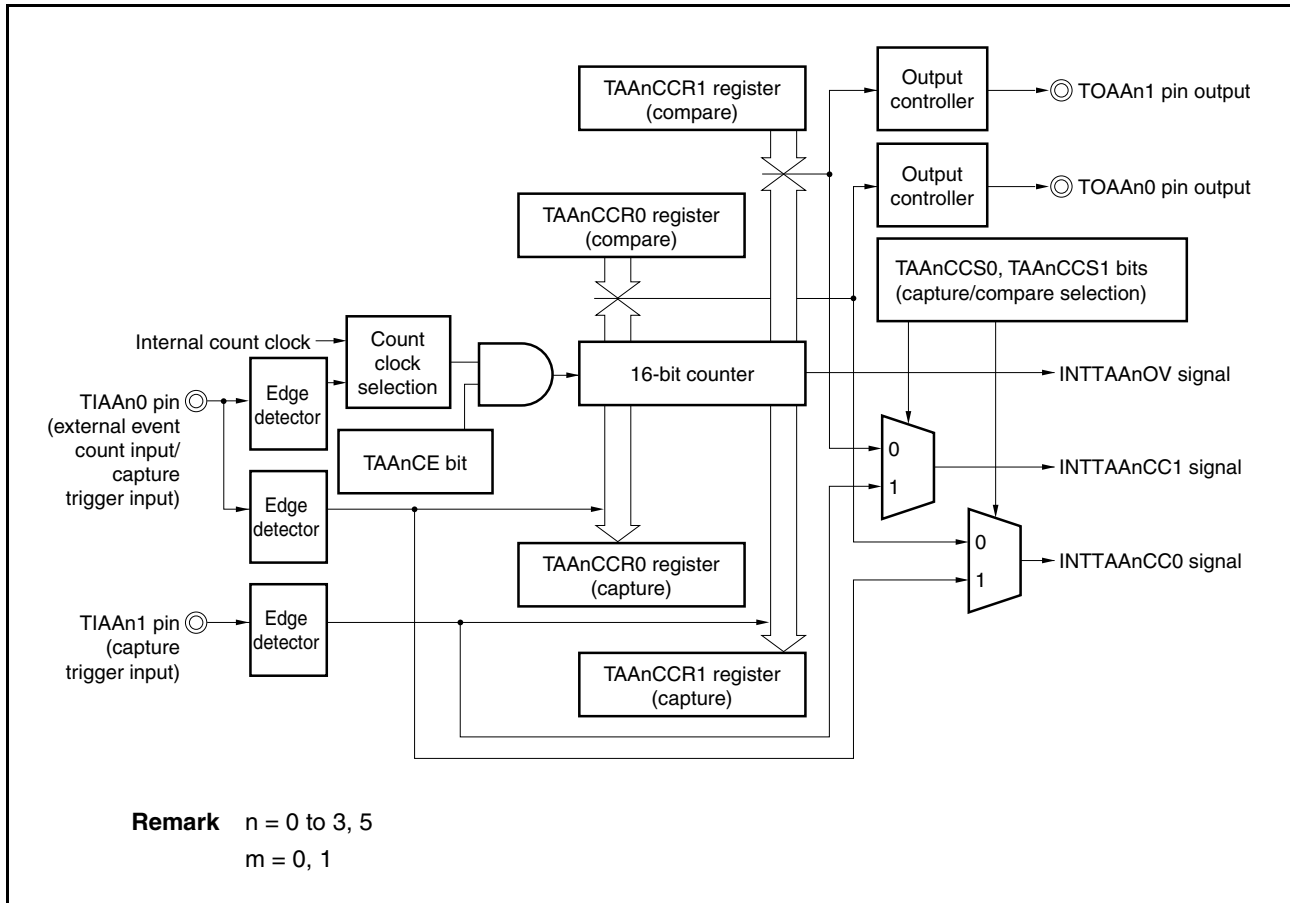 TAAnCCR1 register
(compare)
Output
controller
TOAAn1 pin output
Output
controller
TOAAn0 pin output
TAAnCCR0 register
(compare)
TAAnCCS0, TAAnCCS1 bits
(capture/compare selection)
Internal count clock
Count
clock
selection
16-bit counter
INTTAAnOV signal
TIAAn0 pin
(external event
count input/
capture
trigger input)
Edge
detector
TAAnCE bit
0
1
INTTAAnCC1 signal
Edge
detector
0
1
INTTAAnCC0 signal
TAAnCCR0 register
(capture)
TIAAn1 pin
(capture
trigger input)
Edge
detector
TAAnCCR1 register
(capture)
Remark n = 0 to 3, 5
m = 0, 1